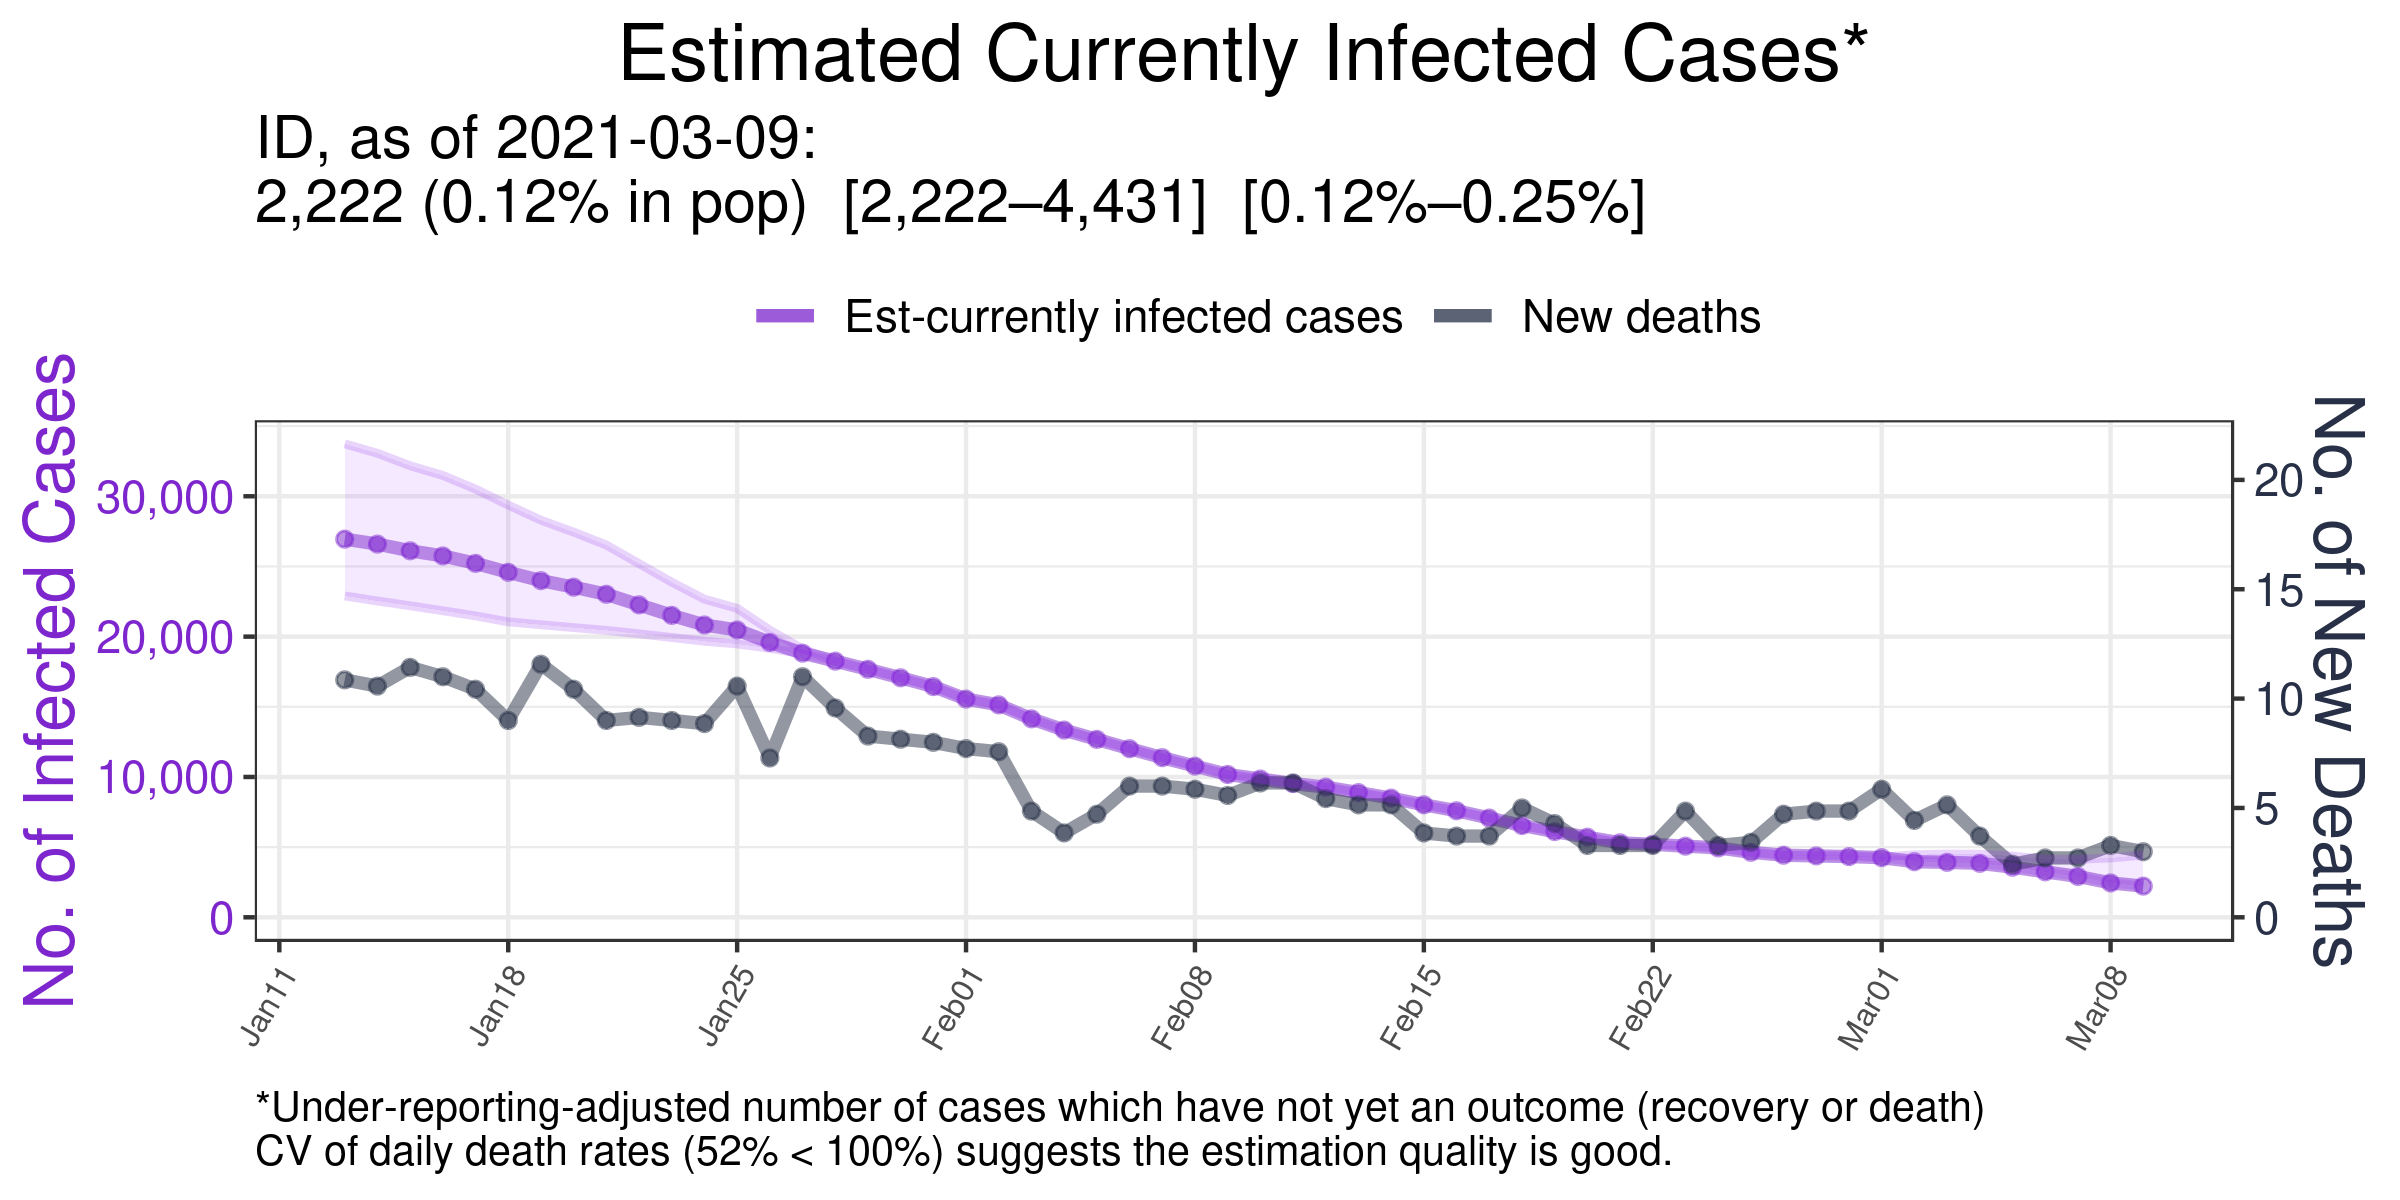 Estimated Currently Infected Cases*
ID, as of 2021-03-09:
2,222 (0.12% in pop)  [2,222–4,431]  [0.12%–0.25%]
Est-currently infected cases
New deaths
No. of Infected Cases
30,000
20,000
10,000
0
20
15
10
5
0
No. of New Deaths
Jan11
Jan18
Jan25
Feb01
Feb08
Feb15
Feb22
Mar01
Mar08
*Under-reporting-adjusted number of cases which have not yet an outcome (recovery or death)
CV of daily death rates (52% < 100%) suggests the estimation quality is good.